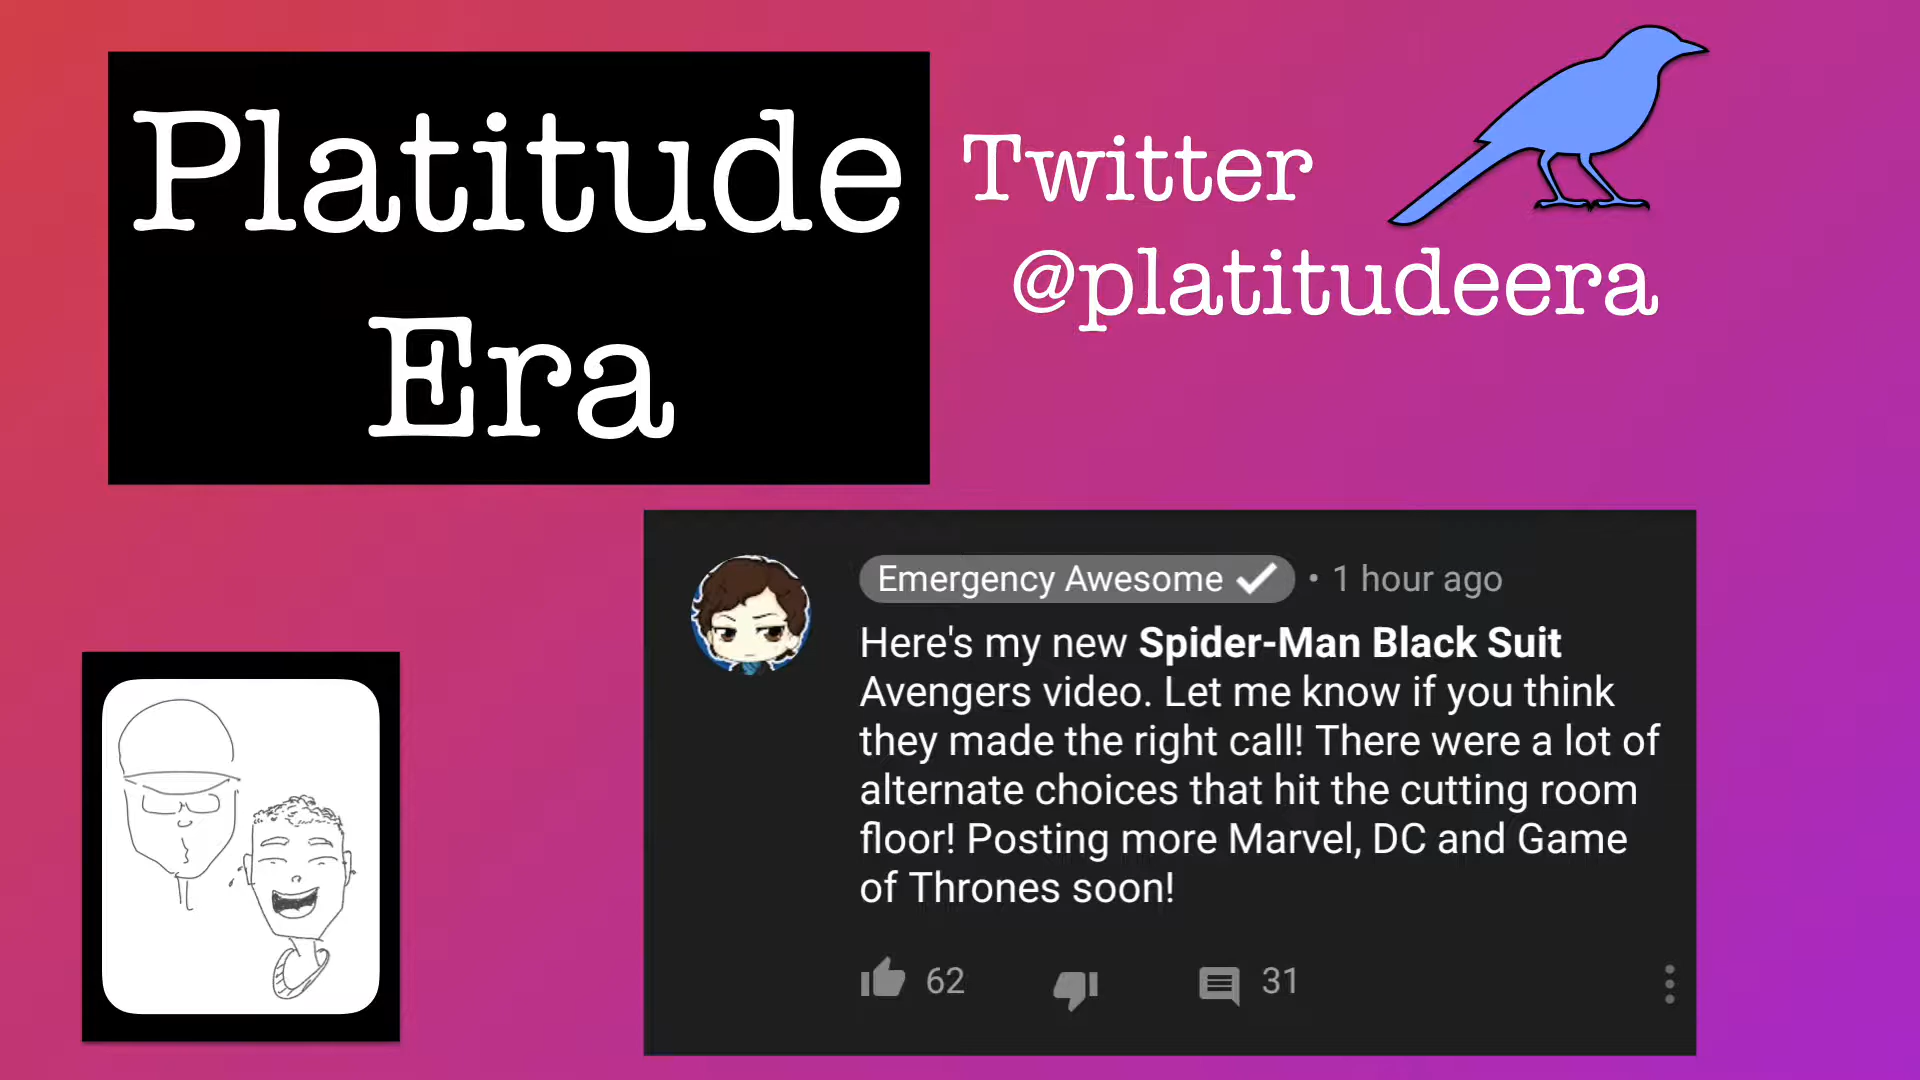 Platitude
Era
Twitter
@platitudeera
Emergency Awesome • 1 hour ago
Here's my new Spider-Man Black Suit
Avengers video. Let me know if you think
they made the right call! There were a lot of
alternate choices that hit the cutting room
floor! Posting more Marvel, DC and Game
of Thrones soon!
62 31